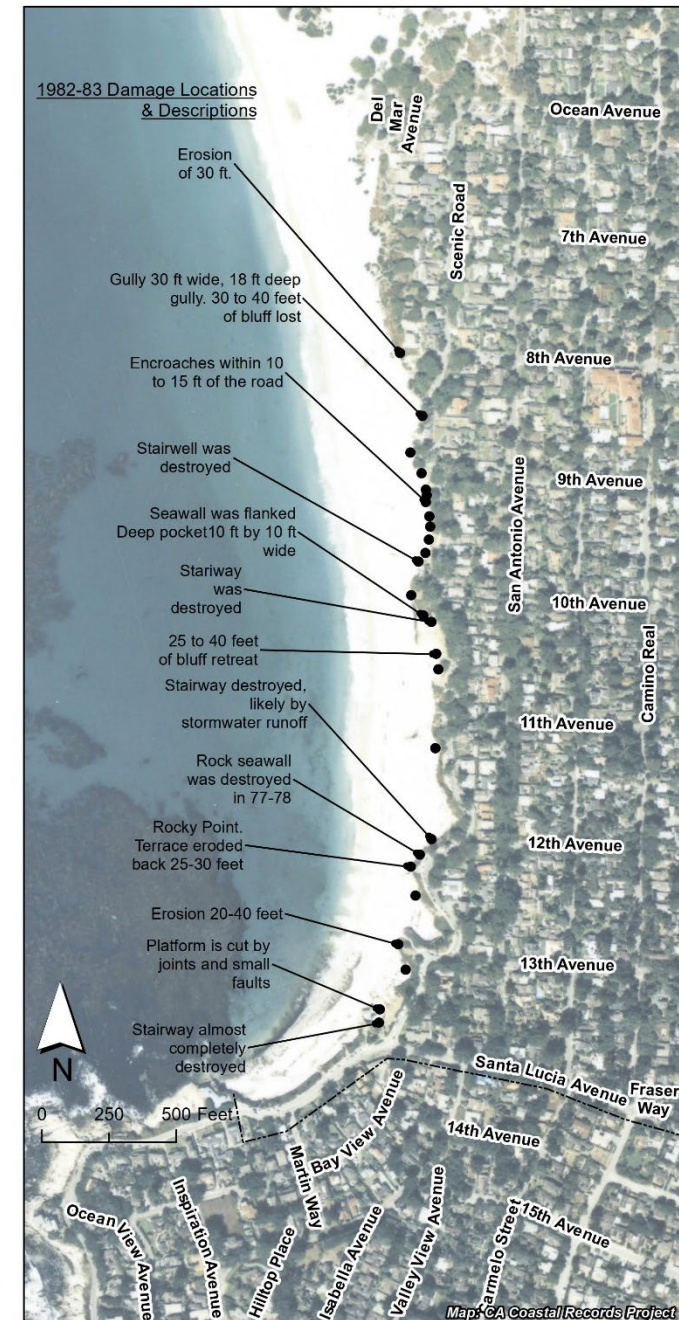 1982-83 Damage Locations
& Descriptions
Erosion
of 30 ft.
Gully 30 ft wide, 18 ft deep
gully. 30 to 40 feet
of bluff lost
Encroaches within 10
to 15 ft of the road
Stairwell was
destroyed
Seawall was flanked
Deep pocket10 ft by 10 ft
wide
Stariway
was
destroyed
25 to 40 feet
of bluff retreat
Stairway destroyed,
likely by
stormwater runoff
Rock seawall
was destroyed
in 77-78
Rocky Point.
Terrace eroded
back 25-30 feet
Erosion 20-40 feet
Platform is cut by
joints and small
faults
Stairway almost
completely
destroyed
N
0 250 500 Feet
Del
Mar
Avenue
Ocean Avenue
Scenic Road
7th Avenue
8th Avenue
9th Avenue
San Antonio Avenue
10th Avenue
Camino Real
11th Avenue
12th Avenue
13th Avenue
Santa Lucia Avenue
Fraser
Way
14th Avenue
Bay View Avenue
Martin Way
15th Avenue
Ocean View Avenue
Inspiration Avenue
Hilltop Place
Isabella Avenue
Valley View Avenue
Carmelo Street
Map: CA Coastal Records Project